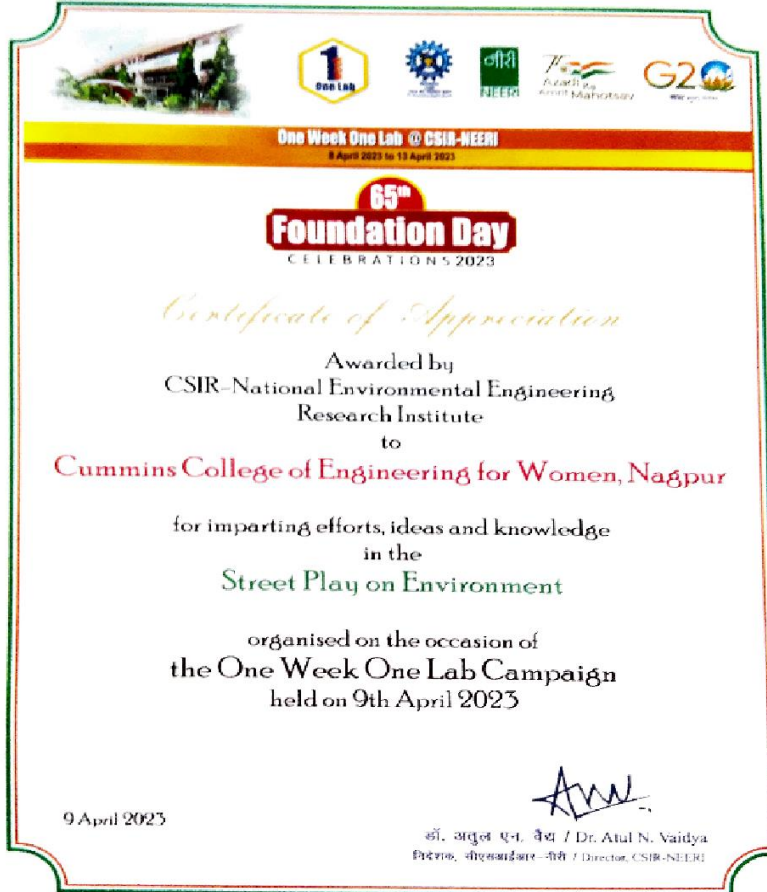 1
One Lab
नीरी
NEERI
75
Azadi Ka
Amrit Mahotsav
G20
One Week One Lab @ CSIR-NEERI
8 April 2023 to 13 April 2023
65th
Foundation Day
CELEBRATIONS 2023
Certificate of Appreciation
Awarded by
CSIR-National Environmental Engineering
Research Institute
to
Cummins College of Engineering for Women, Nagpur
for imparting efforts, ideas and knowledge
in the
Street Play on Environment
organised on the occasion of
the One Week One Lab Campaign
held on 9th April 2023
9 April 2023
डॉ. अतुल एन. वैद्य / Dr. Atul N. Vaidya
निदेशक, सीएसआईआर-नीरी / Director, CSIR-NEERI